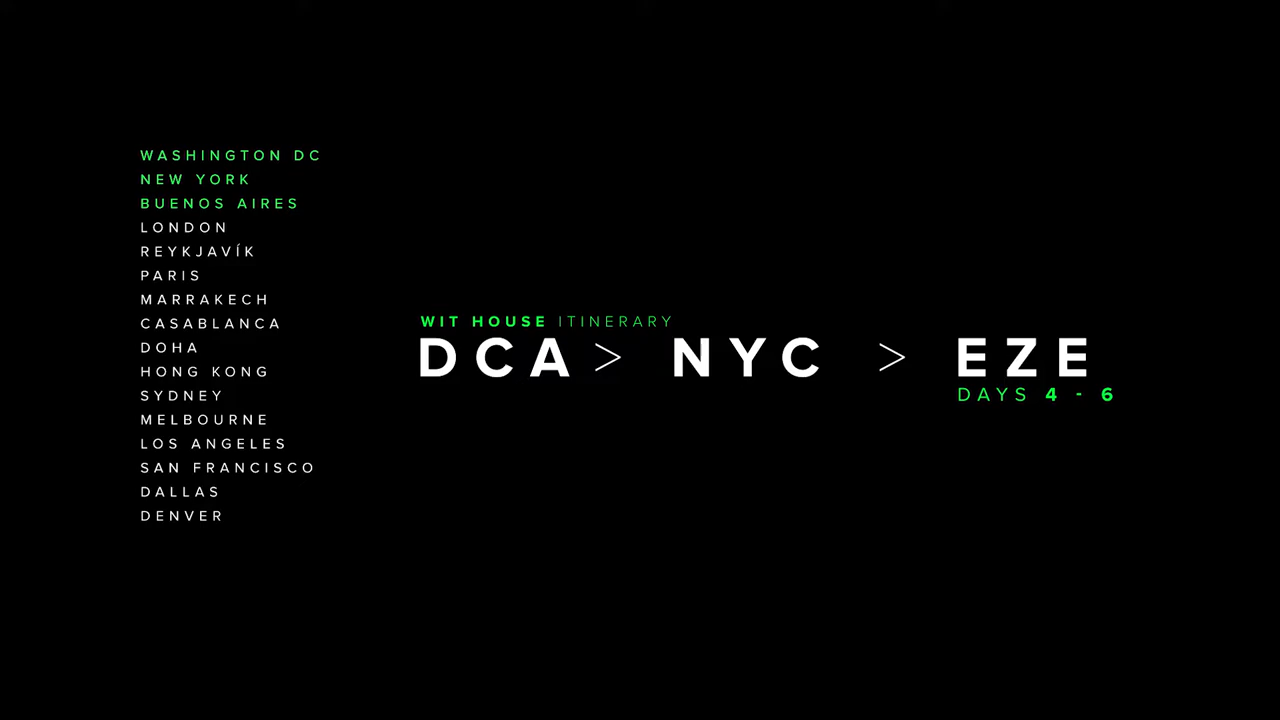 WASHINGTON DC
NEW YORK
BUENOS AIRES
LONDON
REYKJAVÍK
PARIS
MARRAKECH
CASABLANCA
DOHA
HONG KONG
SYDNEY
MELBOURNE
LOS ANGELES
SAN FRANCISCO
DALLAS
DENVER
WIT HOUSE ITINERARY
DCA > NYC > EZE
DAYS 4 - 6